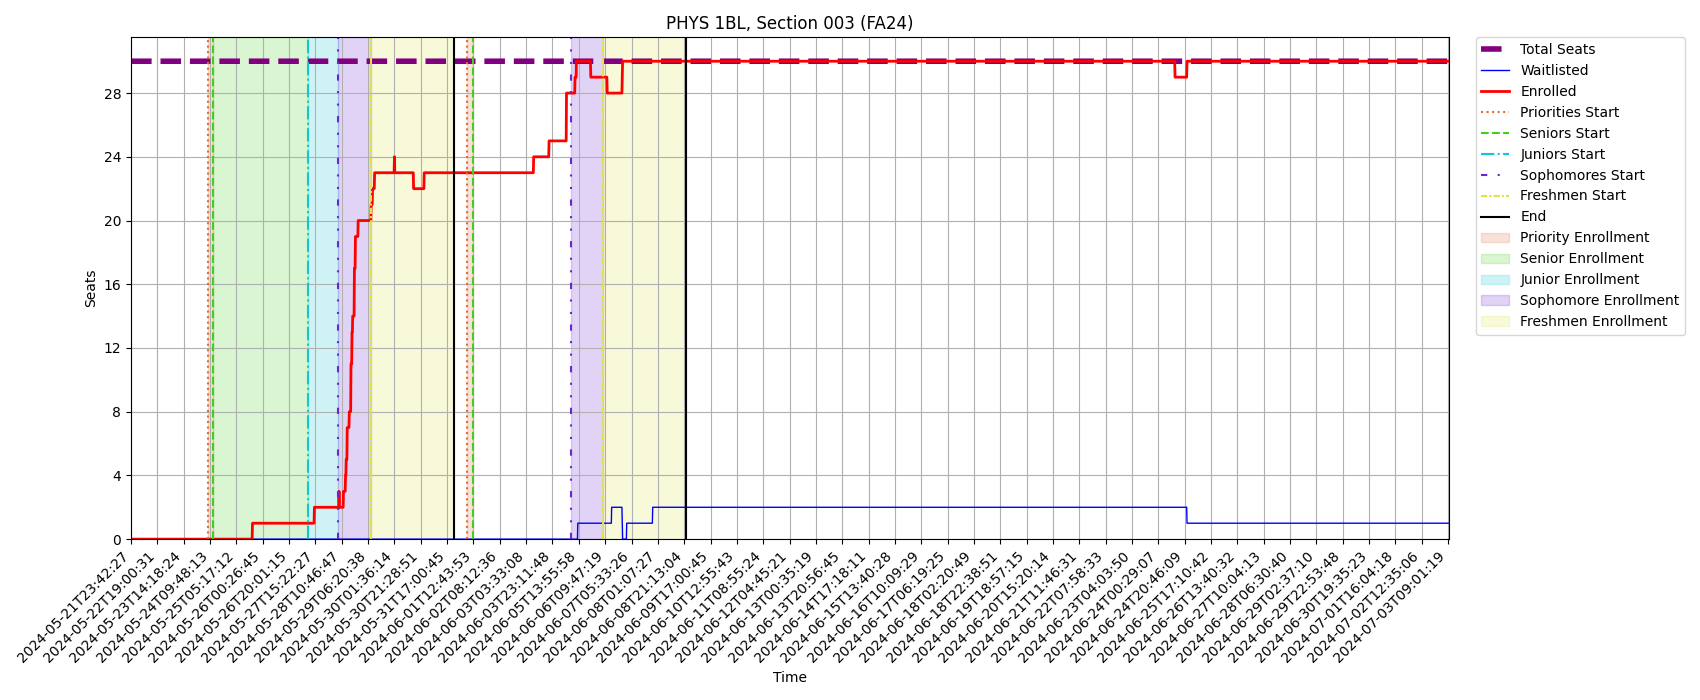 PHYS 1BL, Section 003 (FA24)
Seats
28
24
20
16
12
8
4
0
2024-05-21T23:42:27
2024-05-22T19:00:31
2024-05-23T14:18:24
2024-05-24T09:48:13
2024-05-25T05:17:12
2024-05-26T00:26:45
2024-05-26T20:01:15
2024-05-27T15:22:27
2024-05-28T10:46:47
2024-05-29T06:20:38
2024-05-30T01:36:14
2024-05-30T21:28:51
2024-05-31T17:00:45
2024-06-01T12:43:53
2024-06-02T08:12:36
2024-06-03T03:33:08
2024-06-03T23:11:48
2024-06-05T13:55:58
2024-06-06T09:47:19
2024-06-07T05:33:26
2024-06-08T01:07:27
2024-06-08T21:13:04
2024-06-09T17:00:45
2024-06-10T12:55:43
2024-06-11T08:55:24
2024-06-12T04:45:21
2024-06-13T00:35:19
2024-06-13T20:56:45
2024-06-14T17:18:11
2024-06-15T13:40:28
2024-06-16T10:09:29
2024-06-17T06:19:25
2024-06-18T02:20:49
2024-06-18T22:38:51
2024-06-19T18:57:15
2024-06-20T15:20:14
2024-06-21T11:46:31
2024-06-22T07:58:33
2024-06-23T04:03:50
2024-06-24T00:29:07
2024-06-24T20:46:09
2024-06-25T17:10:42
2024-06-26T13:40:32
2024-06-27T10:04:13
2024-06-28T06:30:40
2024-06-29T02:37:10
2024-06-29T22:53:48
2024-06-30T19:35:23
2024-07-01T16:04:18
2024-07-02T12:35:06
2024-07-03T09:01:19
Time
Total Seats
Waitlisted
Enrolled
Priorities Start
Seniors Start
Juniors Start
Sophomores Start
Freshmen Start
End
Priority Enrollment
Senior Enrollment
Junior Enrollment
Sophomore Enrollment
Freshmen Enrollment